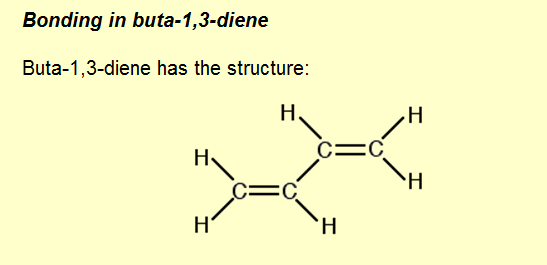 Bonding in buta-1,3-diene
Buta-1,3-diene has the structure:
H H
H C=C
C=C H
H H